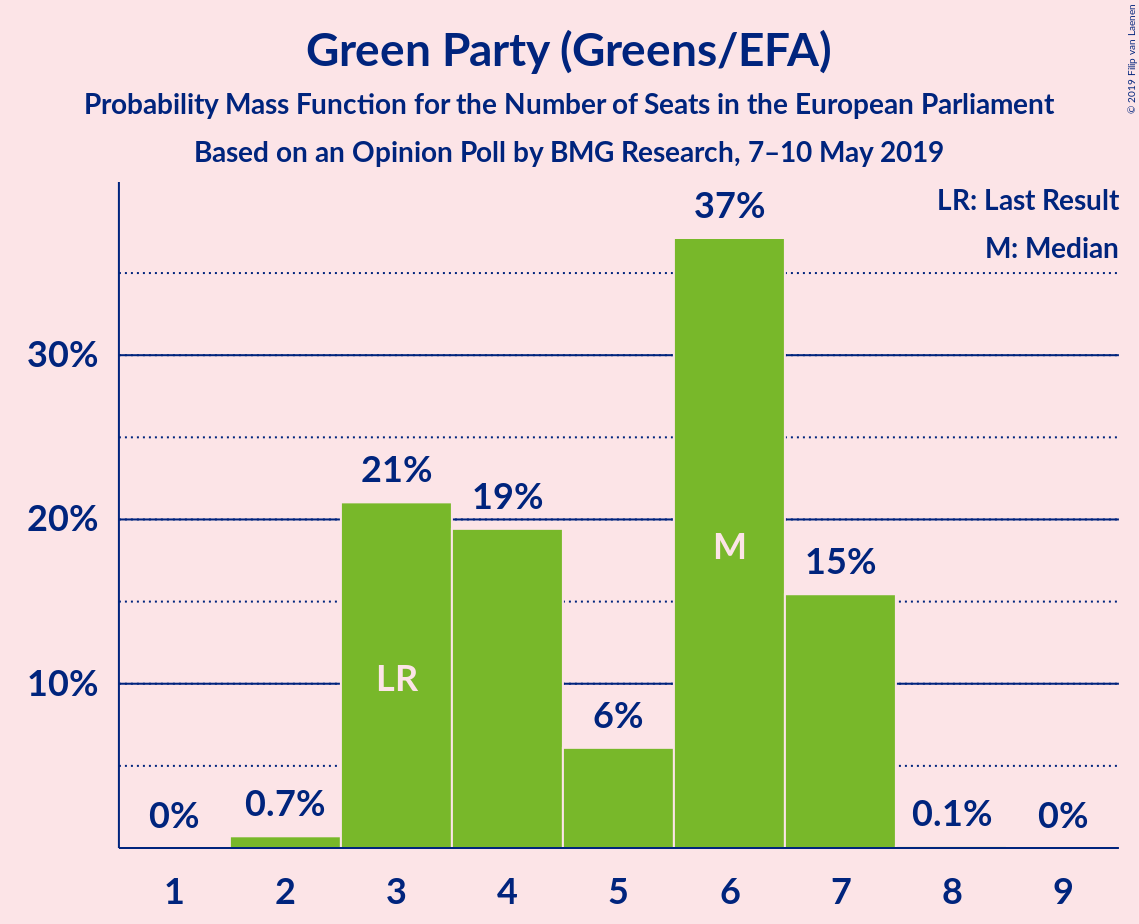 Green Party (Greens/EFA)
Probability Mass Function for the Number of Seats in the European Parliament
Based on an Opinion Poll by BMG Research, 7–10 May 2019
© 2019 Filip van Laenen
LR: Last Result
M: Median
37%
30%
21%
19%
20%
M
15%
LR
10%
6%
0%
0.7%
0.1%
0%
1 2 3 4 5 6 7 8 9